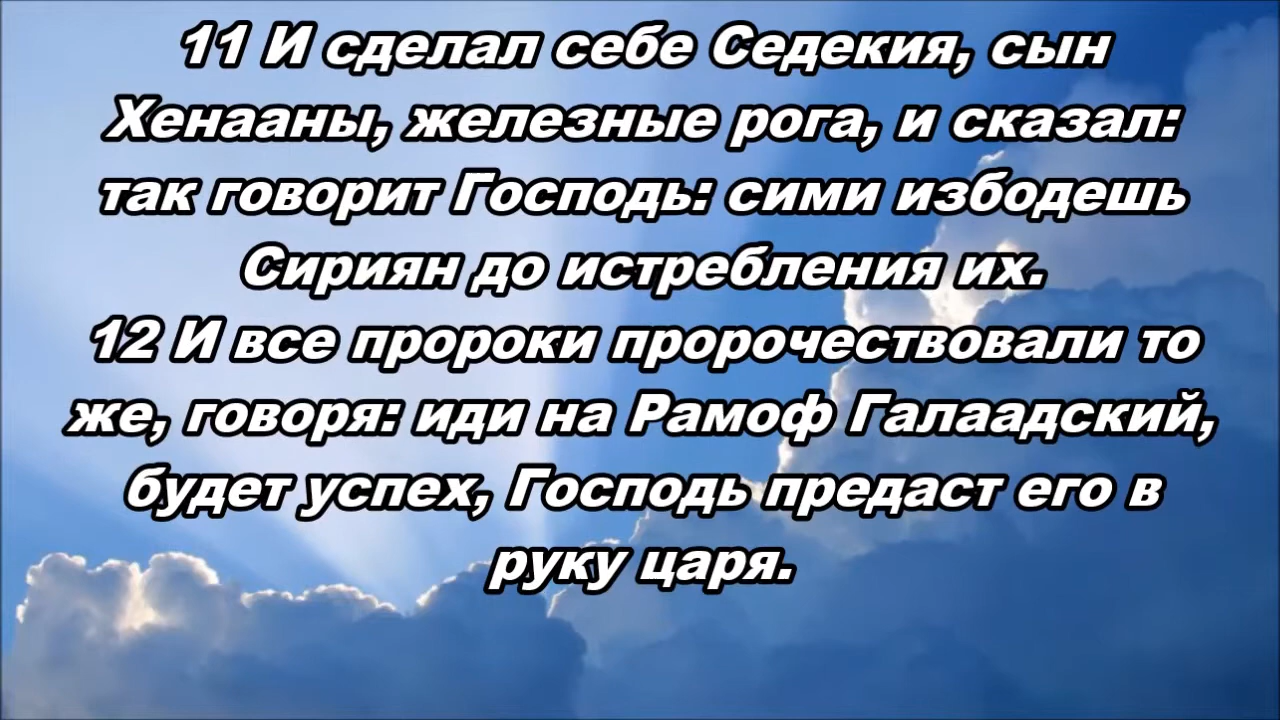 11 И сделал себе Седекия, сын
Хенааны, железные рога, и сказал:
так говорит Господь: сими избодешь
Сириян до истребления их.
12 И все пророки пророчествовали то
же, говоря: иди на Рамоф Галаадский,
будет успех, Господь предаст его в
руку царя.